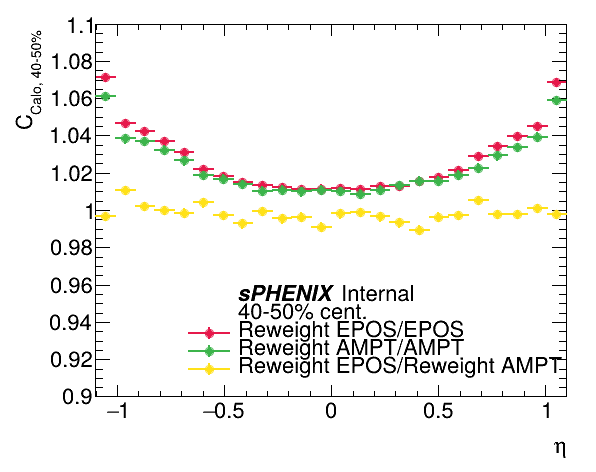 C_Calo, 40-50%
1.1
1.08
1.06
1.04
1.02
1
0.98
0.96
0.94
0.92
0.9
sPHENIX Internal
40-50% cent.
Reweight EPOS/EPOS
Reweight AMPT/AMPT
Reweight EPOS/Reweight AMPT
−1 −0.5 0 0.5 1
η